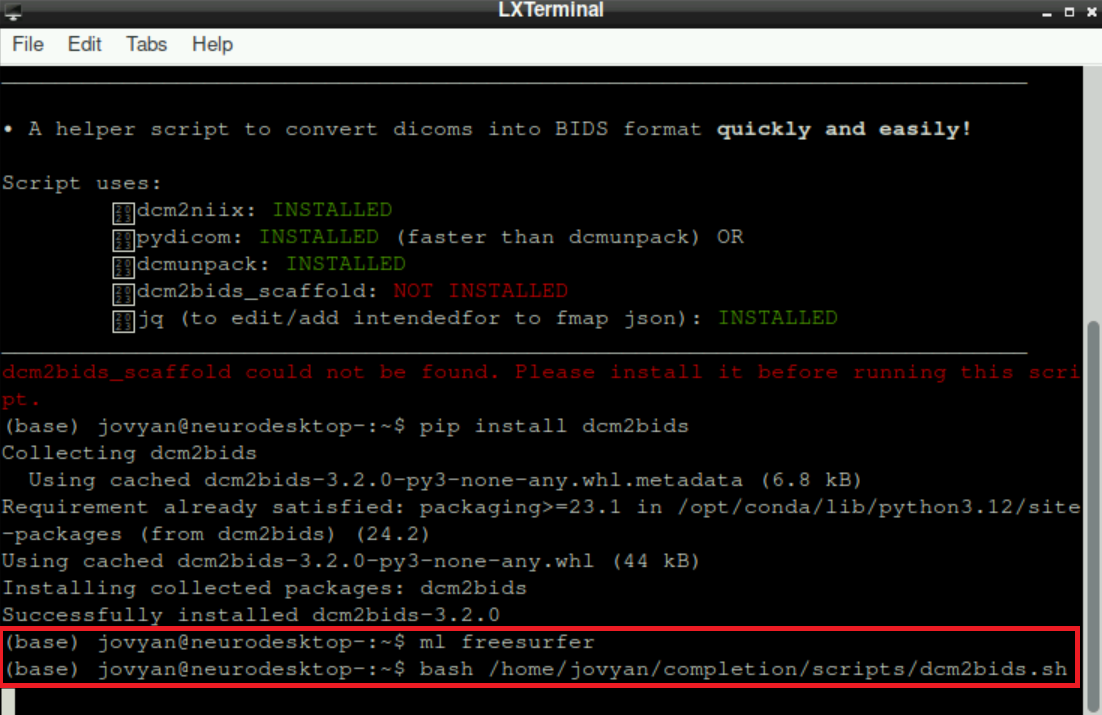 LXTerminal
File Edit Tabs Help
• A helper script to convert dicoms into BIDS format quickly and easily!
Script uses:
dcm2niix: INSTALLED
pydicom: INSTALLED (faster than dcmunpack) OR
dcmunpack: INSTALLED
dcm2bids_scaffold: NOT INSTALLED
jq (to edit/add intendedfor to fmap json): INSTALLED
dcm2bids_scaffold could not be found. Please install it before running this scri
pt.
(base) jovyan@neurodesktop-:~$ pip install dcm2bids
Collecting dcm2bids
Using cached dcm2bids-3.2.0-py3-none-any.whl.metadata (6.8 kB)
Requirement already satisfied: packaging>=23.1 in /opt/conda/lib/python3.12/site
-packages (from dcm2bids) (24.2)
Using cached dcm2bids-3.2.0-py3-none-any.whl (44 kB)
Installing collected packages: dcm2bids
Successfully installed dcm2bids-3.2.0
(base) jovyan@neurodesktop-:~$ ml freesurfer
(base) jovyan@neurodesktop-:~$ bash /home/jovyan/completion/scripts/dcm2bids.sh